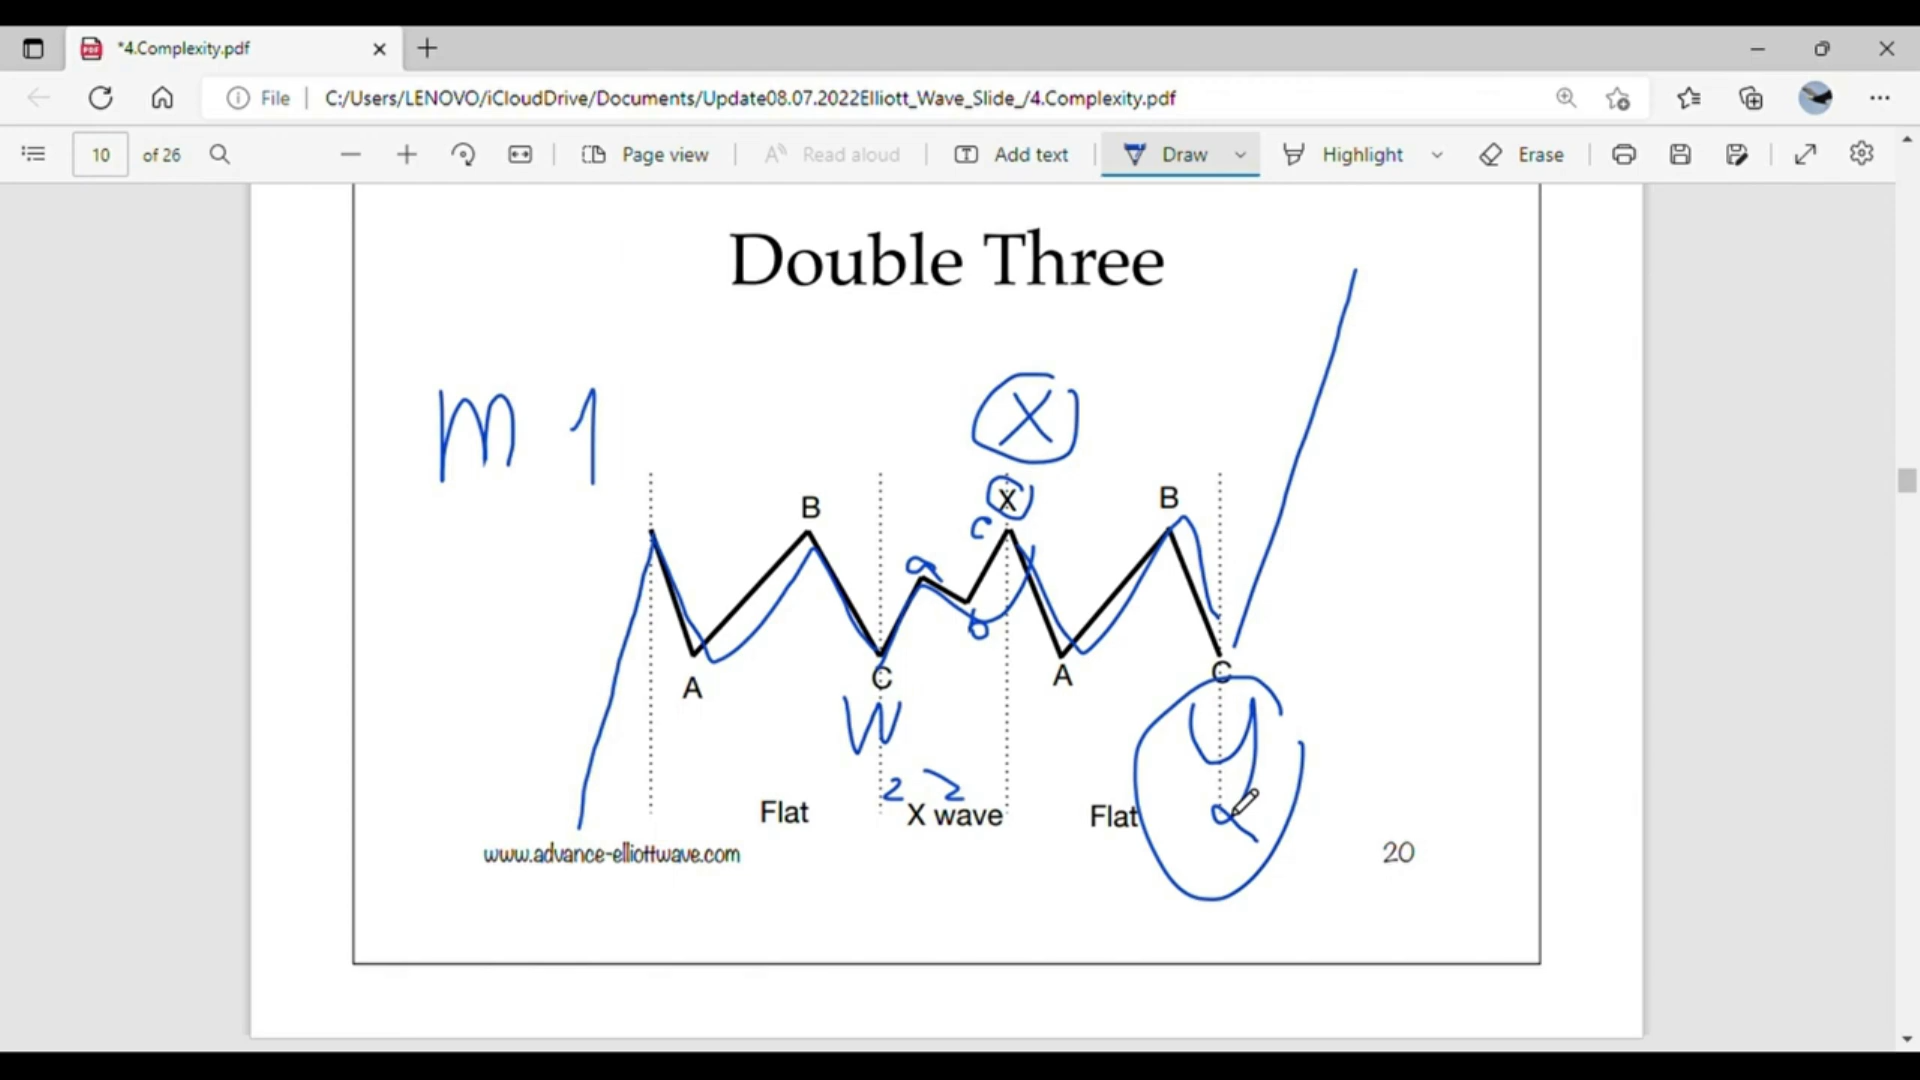 *4.Complexity.pdf
File C:/Users/LENOVO/iCloudDrive/Documents/Update08.07.2022Elliott_Wave_Slide_/4.Complexity.pdf
10 of 26 Page view Read aloud Add text Draw Highlight Erase
Double Three
m 1
X
B X B
c
a
b
A C A C
W y
2 2
Flat X wave Flat
www.advance-elliottwave.com 20